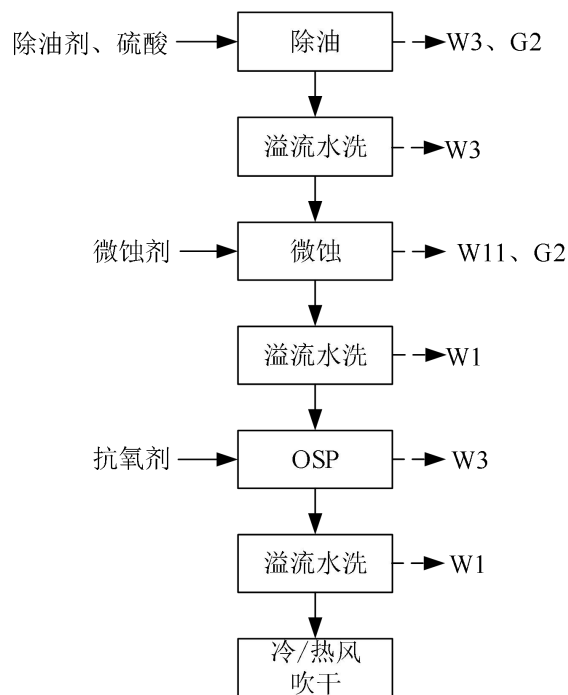 除油剂、硫酸
除油
W3、G2
溢流水洗
W3
微蚀剂
微蚀
W11、G2
溢流水洗
W1
抗氧剂
OSP
W3
溢流水洗
W1
冷/热风
吹干